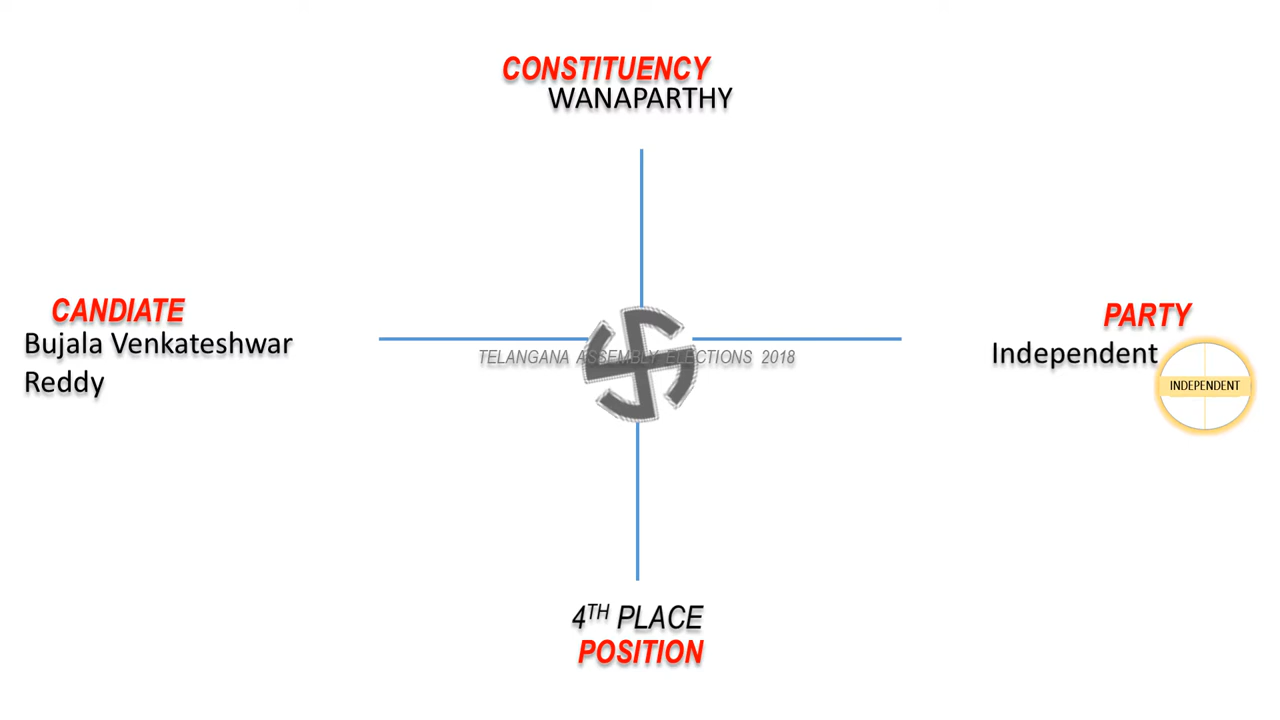 CONSTITUENCY
WANAPARTHY
CANDIATE
Bujala Venkateshwar
Reddy
TELANGANA ASSEMBLY ELECTIONS 2018
PARTY
Independent
INDEPENDENT
4TH PLACE
POSITION